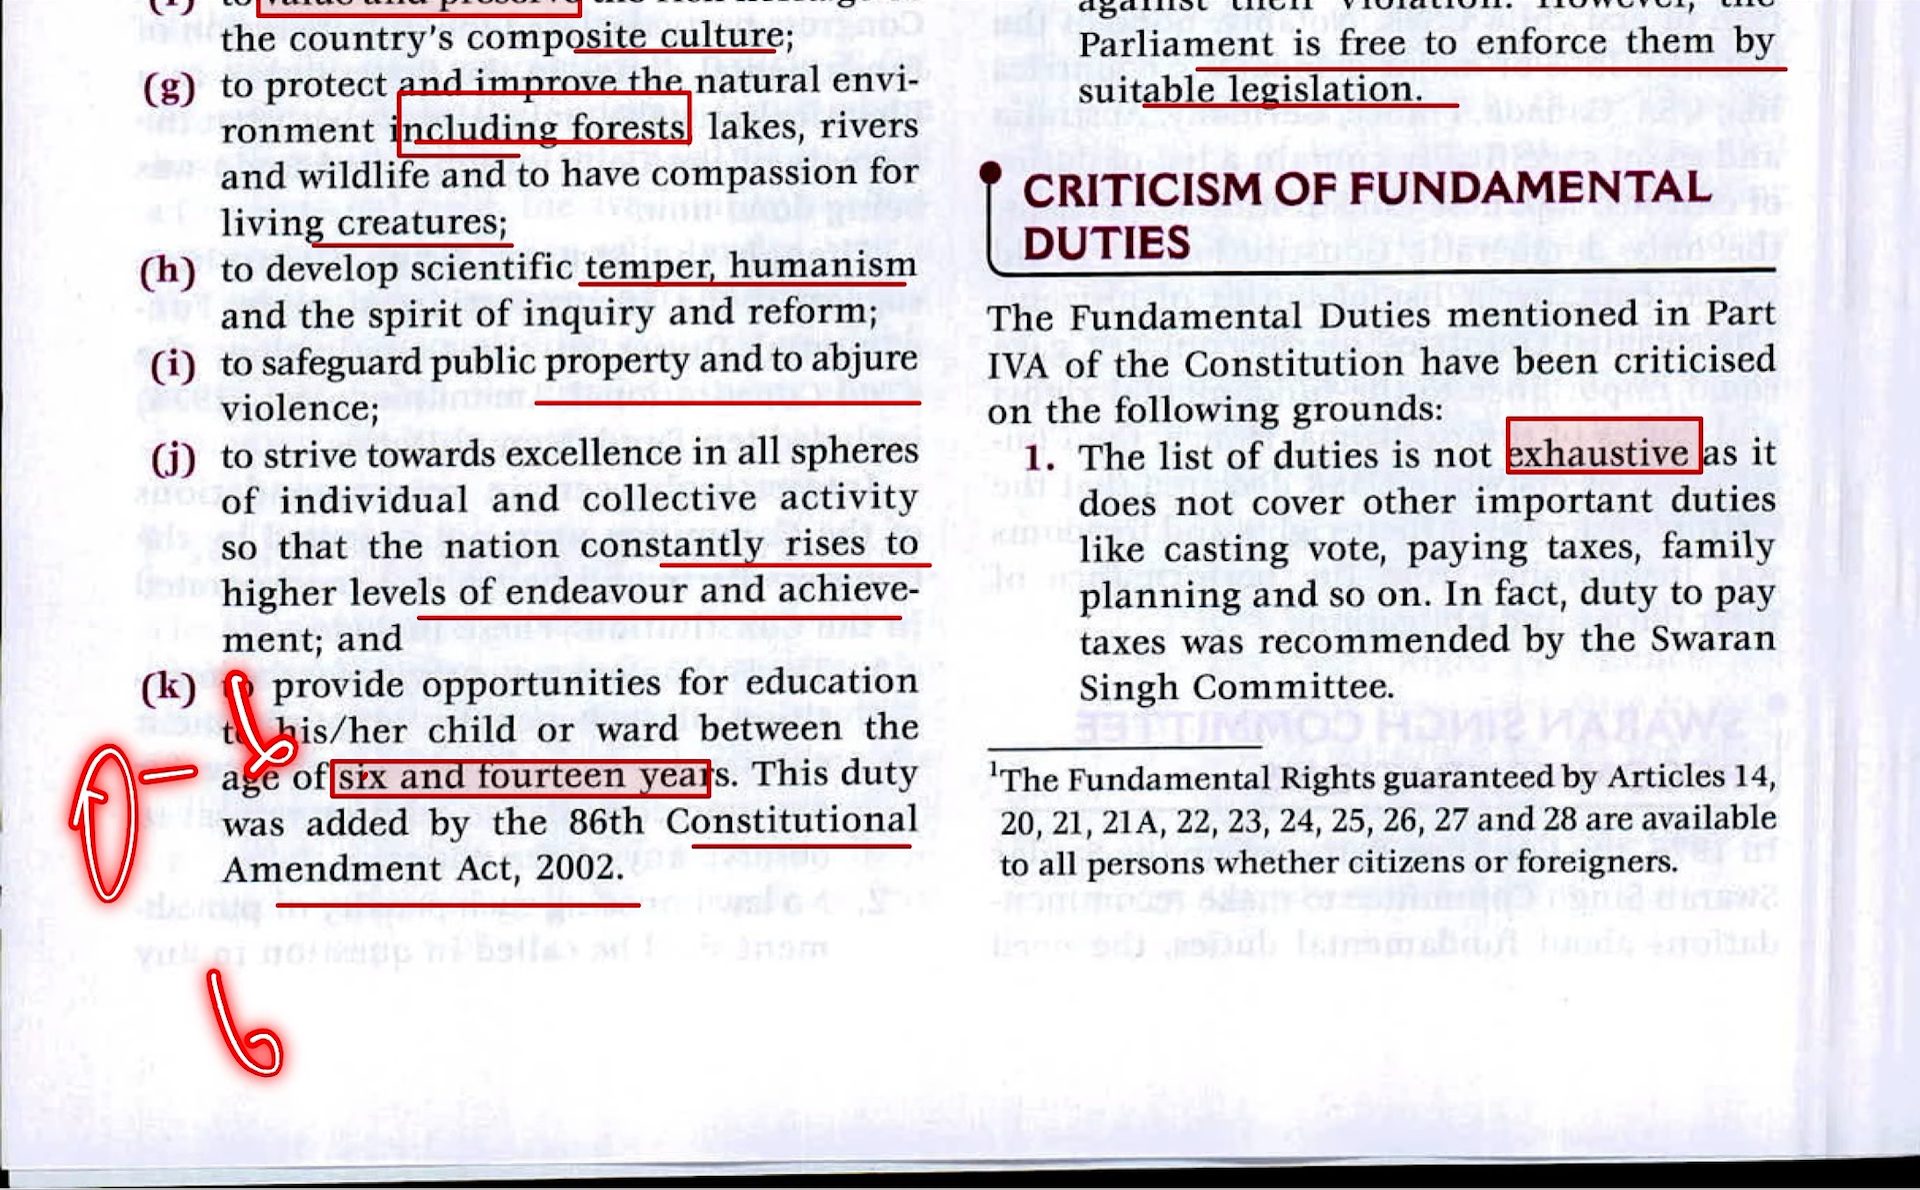 the country's composite culture;
(g) to protect and improve the natural envi-
ronment including forests, lakes, rivers
and wildlife and to have compassion for
living creatures;
(h) to develop scientific temper, humanism
and the spirit of inquiry and reform;
(i) to safeguard public property and to abjure
violence;
(j) to strive towards excellence in all spheres
of individual and collective activity
so that the nation constantly rises to
higher levels of endeavour and achieve-
ment; and
(k) to provide opportunities for education
to his/her child or ward between the
age of six and fourteen years. This duty
was added by the 86th Constitutional
Amendment Act, 2002.
0 – 6
6
against their violation. However, the
Parliament is free to enforce them by
suitable legislation.
CRITICISM OF FUNDAMENTAL
DUTIES
The Fundamental Duties mentioned in Part
IVA of the Constitution have been criticised
on the following grounds:
1. The list of duties is not exhaustive as it
does not cover other important duties
like casting vote, paying taxes, family
planning and so on. In fact, duty to pay
taxes was recommended by the Swaran
Singh Committee.
¹The Fundamental Rights guaranteed by Articles 14,
20, 21, 21A, 22, 23, 24, 25, 26, 27 and 28 are available
to all persons whether citizens or foreigners.